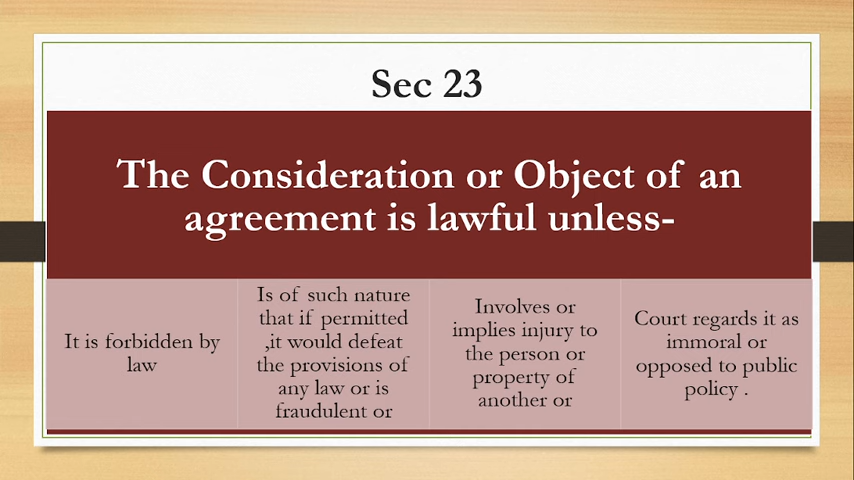 Sec 23
The Consideration or Object of an
agreement is lawful unless-
It is forbidden by
law
Is of such nature
that if permitted
,it would defeat
the provisions of
any law or is
fraudulent or
Involves or
implies injury to
the person or
property of
another or
Court regards it as
immoral or
opposed to public
policy .